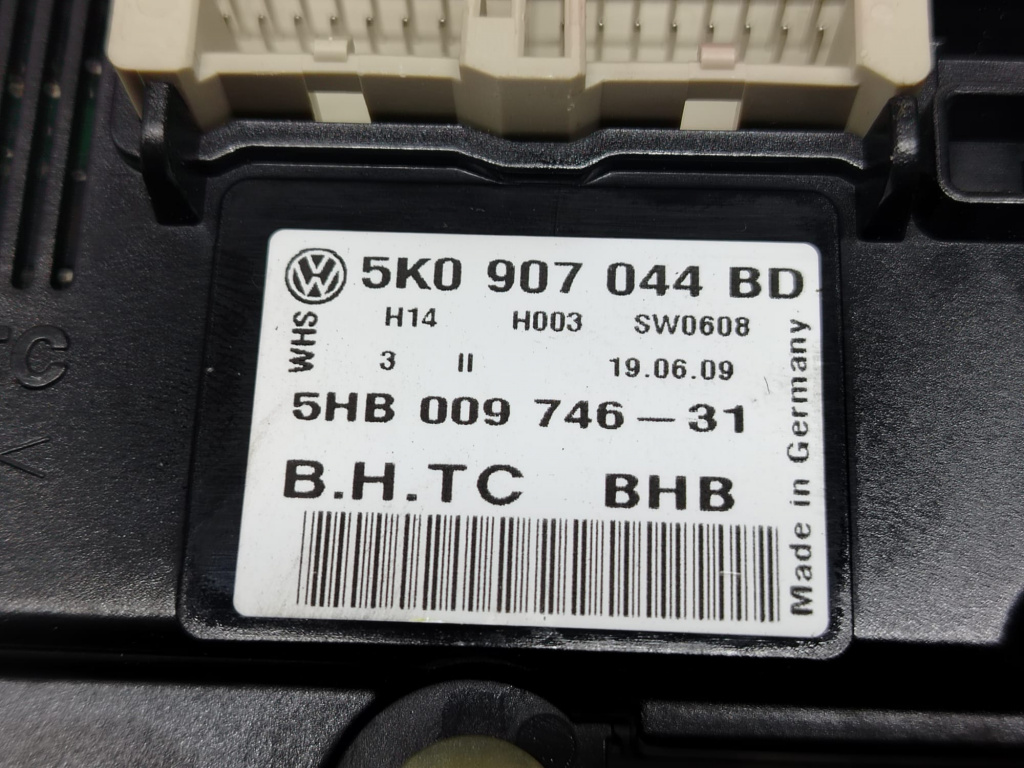 5K0 907 044 BD
H14 H003 SW0608
WHS
3 II 19.06.09
5HB 009 746-31
B.H.TC BHB
Made in Germany
TC